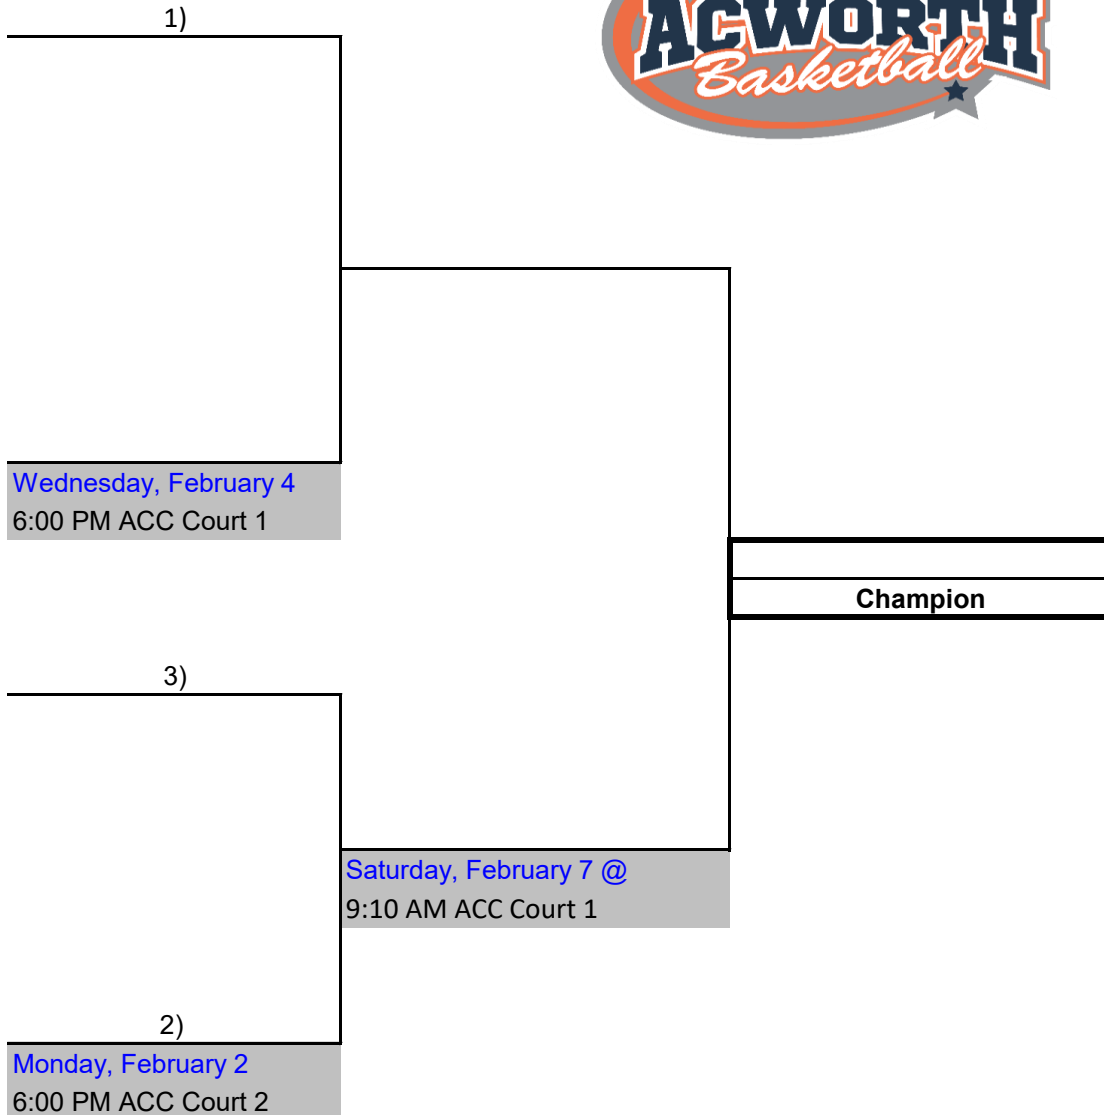 1)
ACWORTH
Basketball
Wednesday, February 4
6:00 PM ACC Court 1
Champion
3)
Saturday, February 7 @
9:10 AM ACC Court 1
2)
Monday, February 2
6:00 PM ACC Court 2